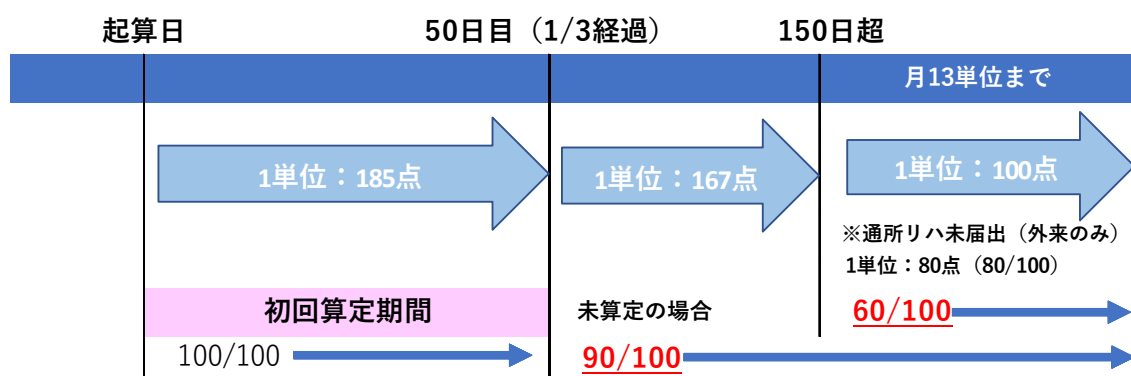 起算日
50日目（1/3経過）
150日超
月13単位まで
1単位：185点
1単位：167点
1単位：100点
※通所リハ未届出（外来のみ）
1単位：80点（80/100）
初回算定期間
未算定の場合
60/100
100/100
90/100